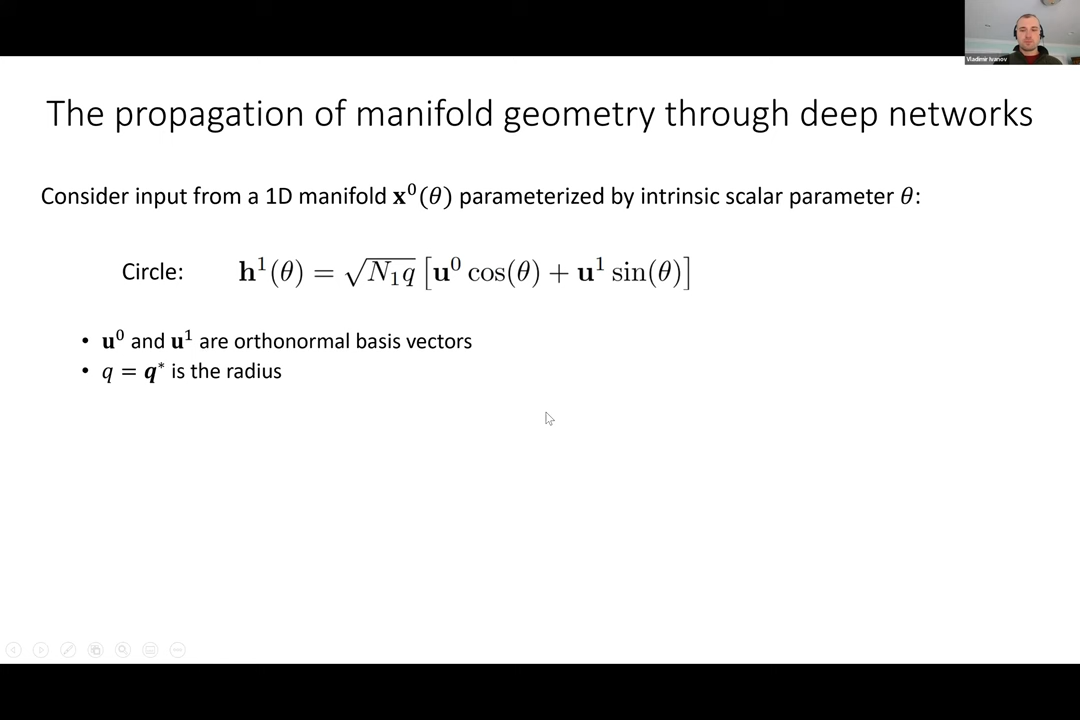 Vladimir Ivanov
The propagation of manifold geometry through deep networks
Consider input from a 1D manifold 𝐱⁰(θ) parameterized by intrinsic scalar parameter θ:
Circle: 𝐡¹(θ) = √(N₁q) [𝐮⁰ cos(θ) + 𝐮¹ sin(θ)]
• 𝐮⁰ and 𝐮¹ are orthonormal basis vectors
• q = 𝒒* is the radius